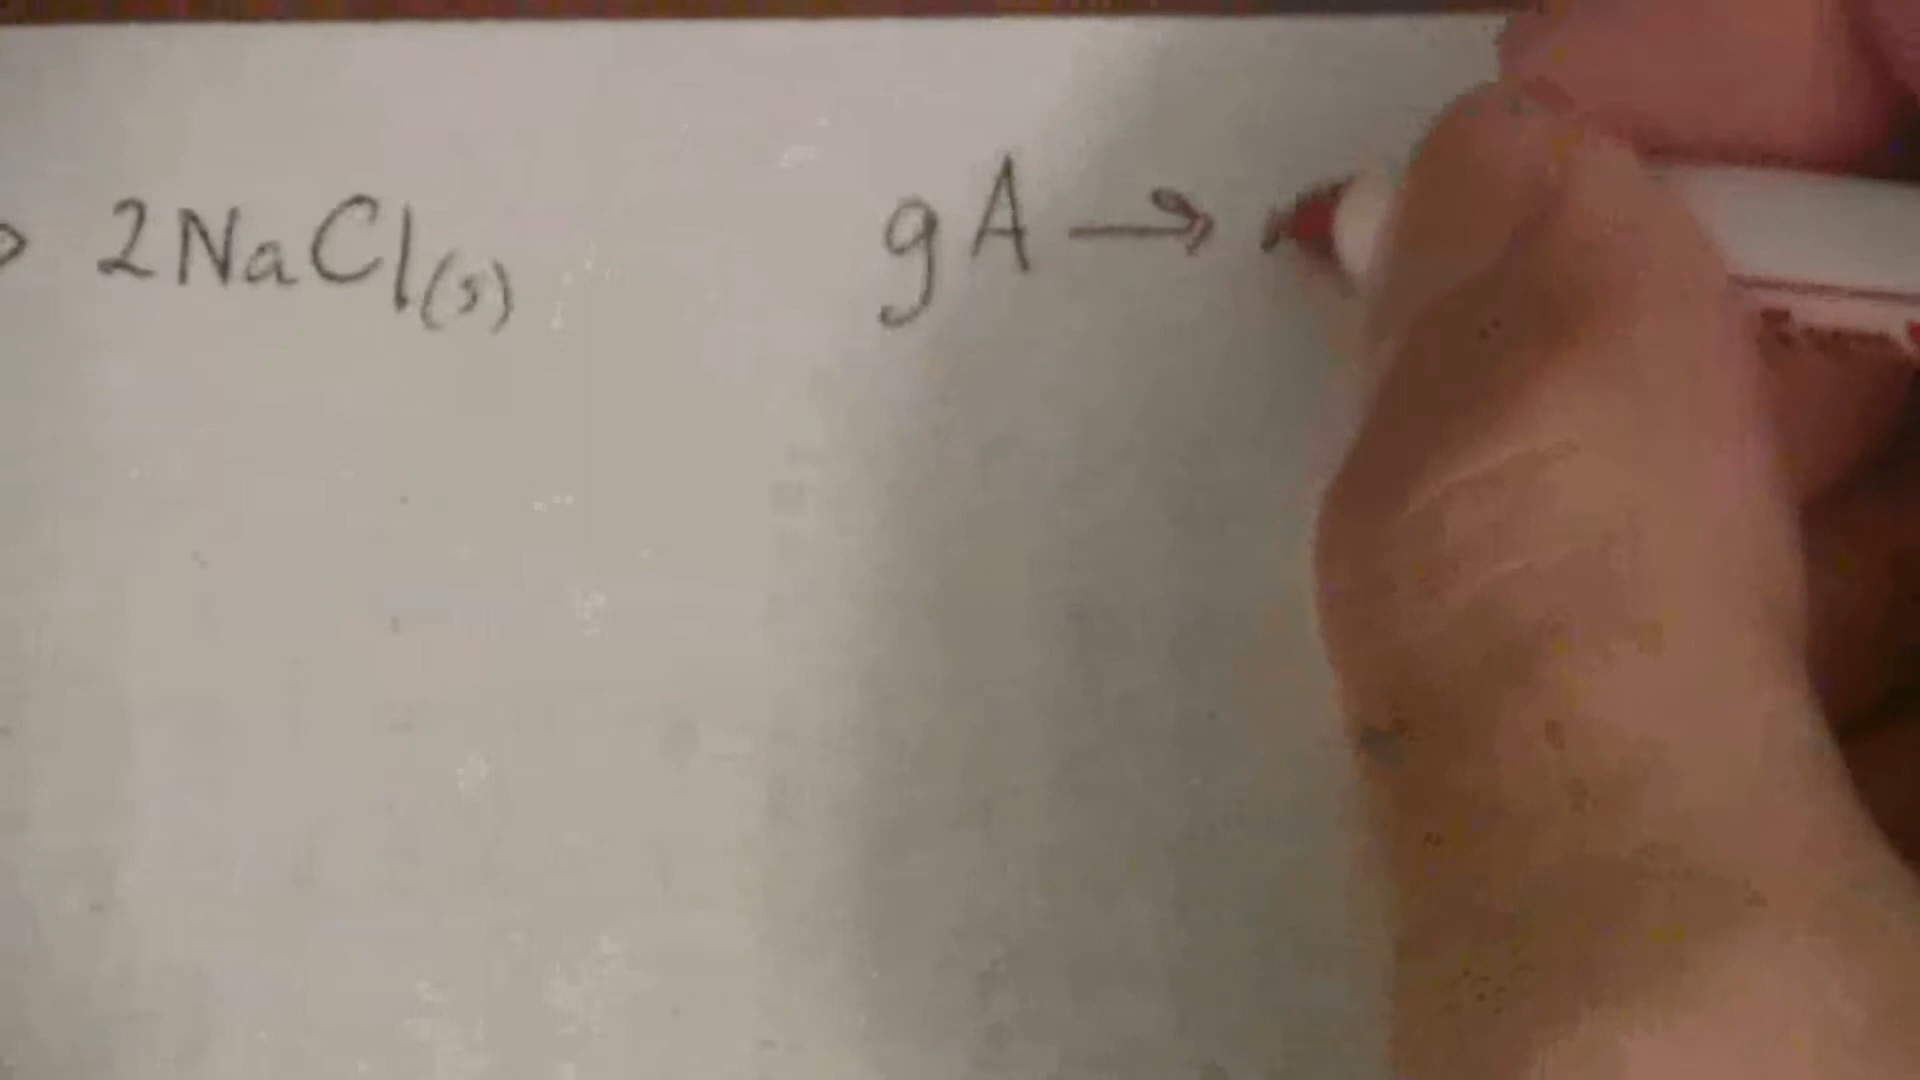 → 2NaCl(s) gA →